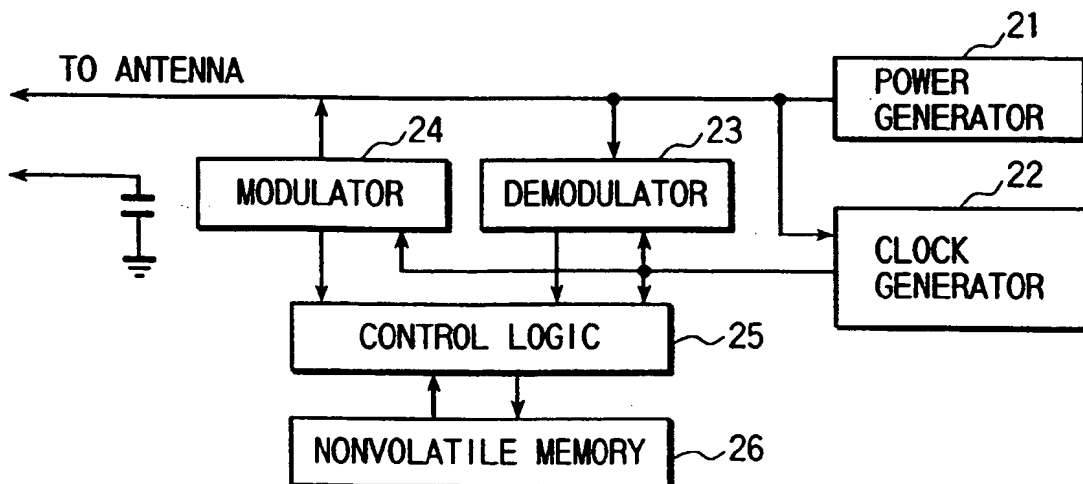 21
TO ANTENNA
POWER
GENERATOR
24
23
22
MODULATOR
DEMODULATOR
CLOCK
GENERATOR
CONTROL LOGIC
25
NONVOLATILE MEMORY
26